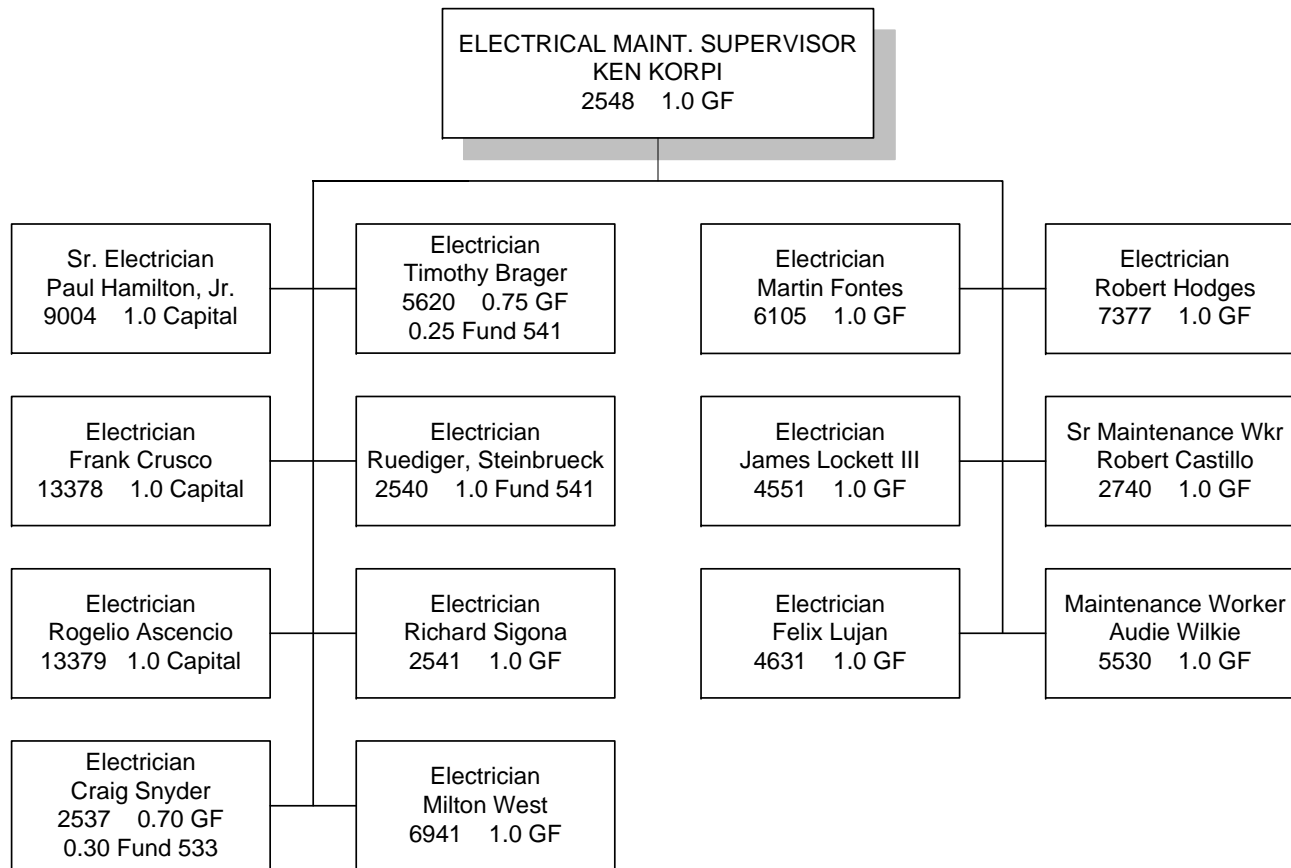 ELECTRICAL MAINT. SUPERVISOR
KEN KORPI
2548 1.0 GF
Sr. Electrician
Paul Hamilton, Jr.
9004 1.0 Capital
Electrician
Timothy Brager
5620 0.75 GF
0.25 Fund 541
Electrician
Martin Fontes
6105 1.0 GF
Electrician
Robert Hodges
7377 1.0 GF
Electrician
Frank Crusco
13378 1.0 Capital
Electrician
Ruediger, Steinbrueck
2540 1.0 Fund 541
Electrician
James Lockett III
4551 1.0 GF
Sr Maintenance Wkr
Robert Castillo
2740 1.0 GF
Electrician
Rogelio Ascencio
13379 1.0 Capital
Electrician
Richard Sigona
2541 1.0 GF
Electrician
Felix Lujan
4631 1.0 GF
Maintenance Worker
Audie Wilkie
5530 1.0 GF
Electrician
Craig Snyder
2537 0.70 GF
0.30 Fund 533
Electrician
Milton West
6941 1.0 GF